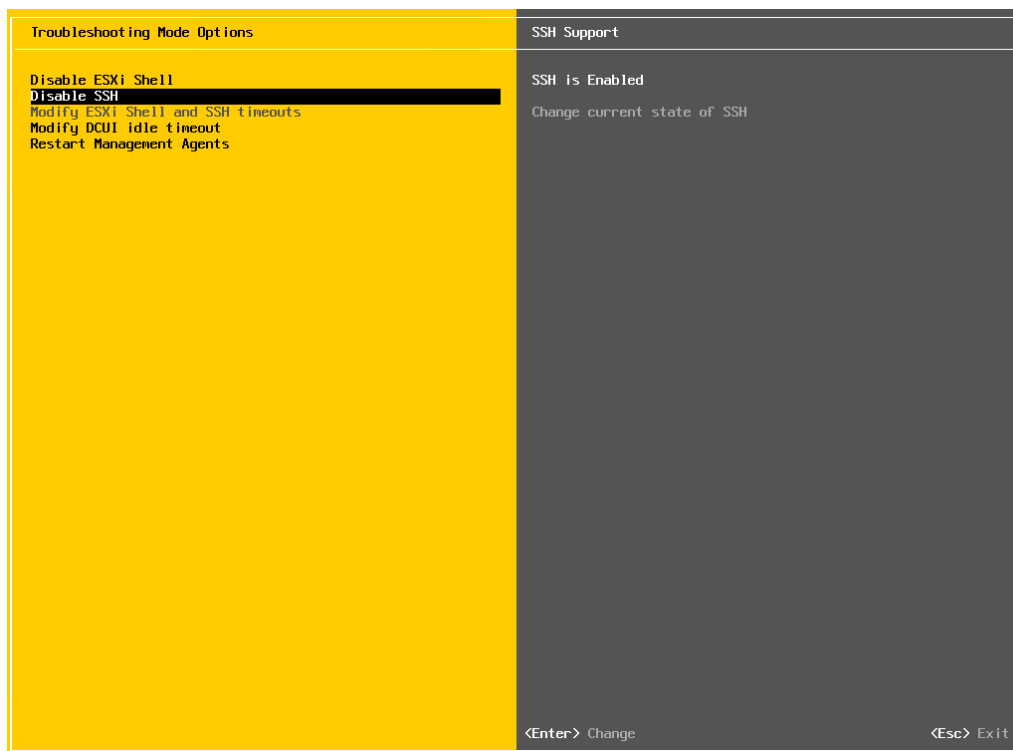 Troubleshooting Mode Options
Disable ESXi Shell
Disable SSH
Modify ESXi Shell and SSH timeouts
Modify DCUI idle timeout
Restart Management Agents
SSH Support
SSH is Enabled
Change current state of SSH
<Enter> Change
<Esc> Exit